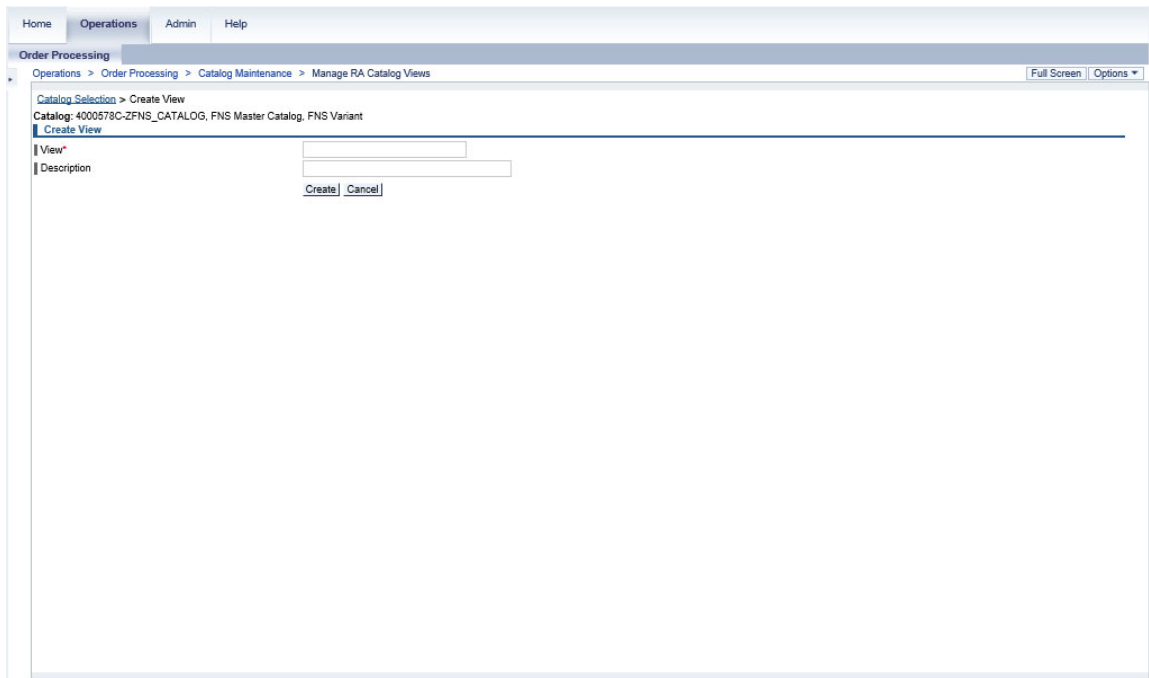 Home Operations Admin Help
Order Processing
Operations > Order Processing > Catalog Maintenance > Manage RA Catalog Views Full Screen Options
Catalog Selection > Create View
Catalog: 4000578C-ZFNS_CATALOG, FNS Master Catalog, FNS Variant
Create View
View*
Description
Create Cancel